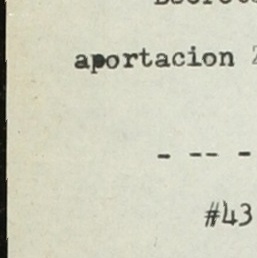 aportacion
- -- -
#43